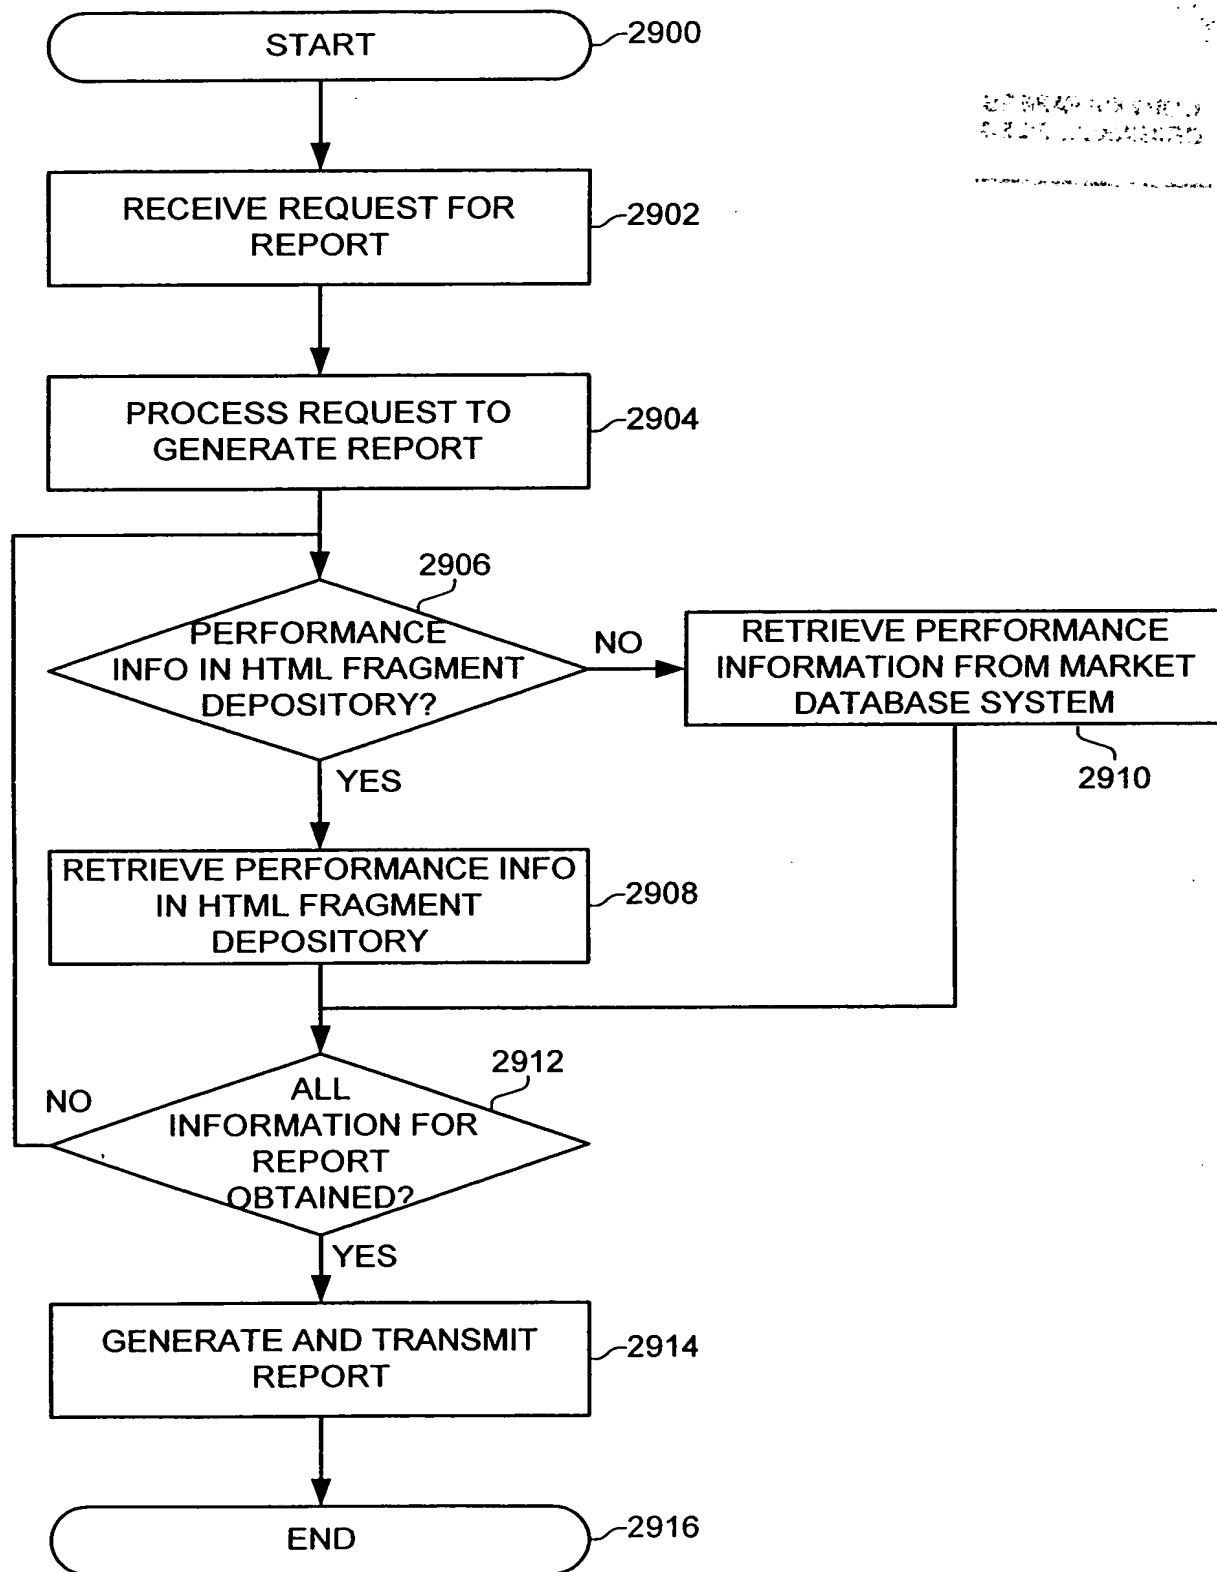 START
2900
RECEIVE REQUEST FOR
REPORT
2902
PROCESS REQUEST TO
GENERATE REPORT
2904
2906
PERFORMANCE
INFO IN HTML FRAGMENT
DEPOSITORY?
NO
RETRIEVE PERFORMANCE
INFORMATION FROM MARKET
DATABASE SYSTEM
2910
YES
RETRIEVE PERFORMANCE INFO
IN HTML FRAGMENT
DEPOSITORY
2908
2912
ALL
INFORMATION FOR
REPORT
OBTAINED?
NO
YES
GENERATE AND TRANSMIT
REPORT
2914
END
2916